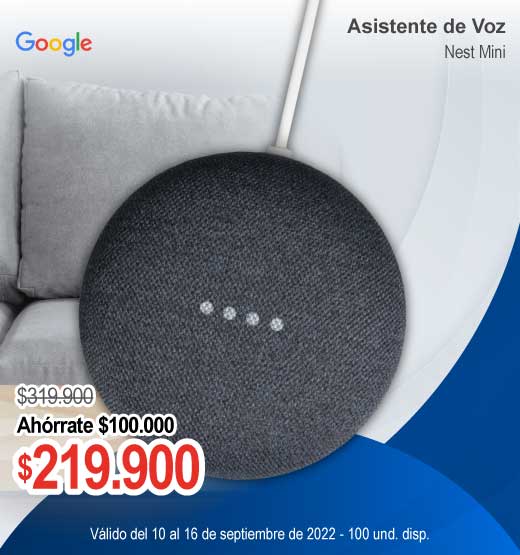 Google
Asistente de Voz
Nest Mini
$319.900
Ahórrate $100.000
$219.900
Válido del 10 al 16 de septiembre de 2022 - 100 und. disp.